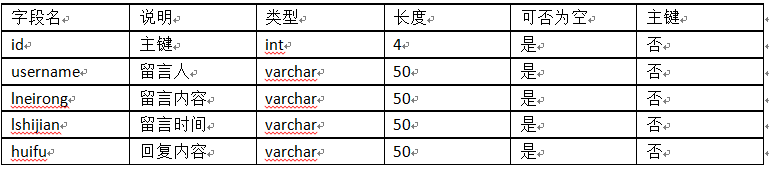 字段名 说明 类型 长度 可否为空 主键
id 主键 int 4 是 否
username 留言人 varchar 50 是 否
lneirong 留言内容 varchar 50 是 否
lshijian 留言时间 varchar 50 是 否
huifu 回复内容 varchar 50 是 否